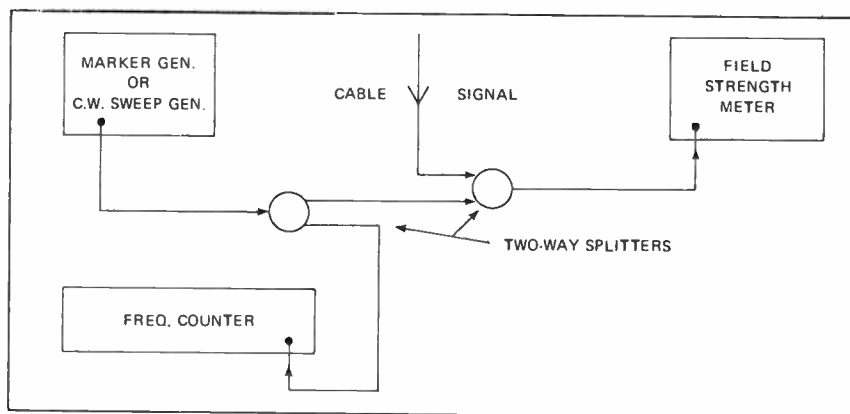 MARKER GEN.
OR
C.W. SWEEP GEN.
CABLE SIGNAL
FIELD
STRENGTH
METER
TWO-WAY SPLITTERS
FREQ. COUNTER